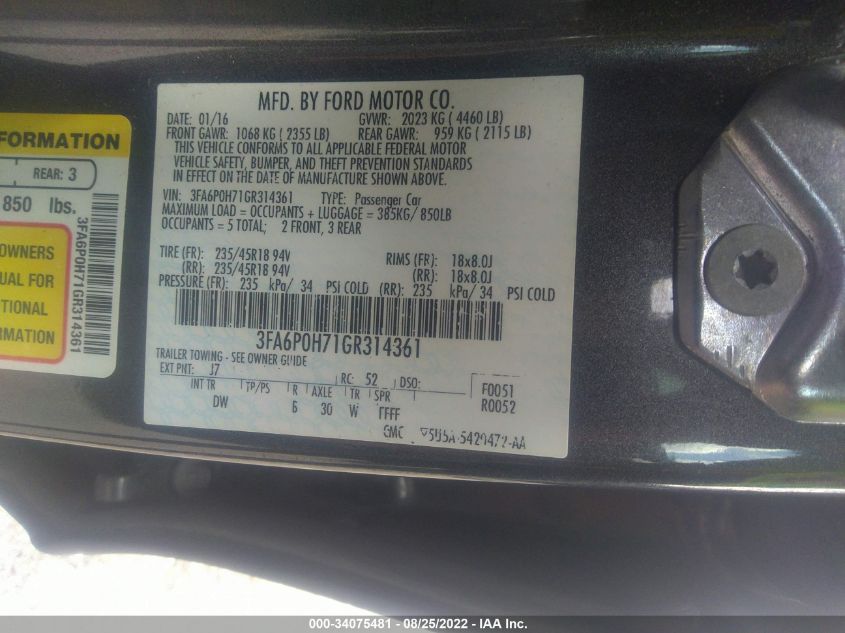 MFD. BY FORD MOTOR CO.
DATE: 01/16 GVWR: 2023 KG ( 4460 LB)
FRONT GAWR: 1068 KG ( 2355 LB) REAR GAWR: 959 KG ( 2115 LB)
THIS VEHICLE CONFORMS TO ALL APPLICABLE FEDERAL MOTOR
VEHICLE SAFETY, BUMPER, AND THEFT PREVENTION STANDARDS
IN EFFECT ON THE DATE OF MANUFACTURE SHOWN ABOVE.
VIN: 3FA6P0H71GR314361 TYPE: Passenger Car
MAXIMUM LOAD = OCCUPANTS + LUGGAGE = 385KG/ 850LB
OCCUPANTS = 5 TOTAL; 2 FRONT, 3 REAR
TIRE (FR): 235/45R18 94V RIMS (FR): 18x8.0J
(RR): 235/45R18 94V (RR): 18x8.0J
PRESSURE (FR): 235 kPa/ 34 PSI COLD (RR): 235 kPa/ 34 PSI COLD
3FA6P0H71GR314361
TRAILER TOWING - SEE OWNER GUIDE
EXT PNT: J7 RC: 52 DSO: F0051
INT TR TP/PS R AXLE TR SPR R0052
DW 6 30 W FFFF
FORMATION
REAR: 3
850 lbs.
OWNERS
UAL FOR
TIONAL
FORMATION
3FA6P0H71GR314361
000-34075481 - 08/25/2022 - IAA Inc.